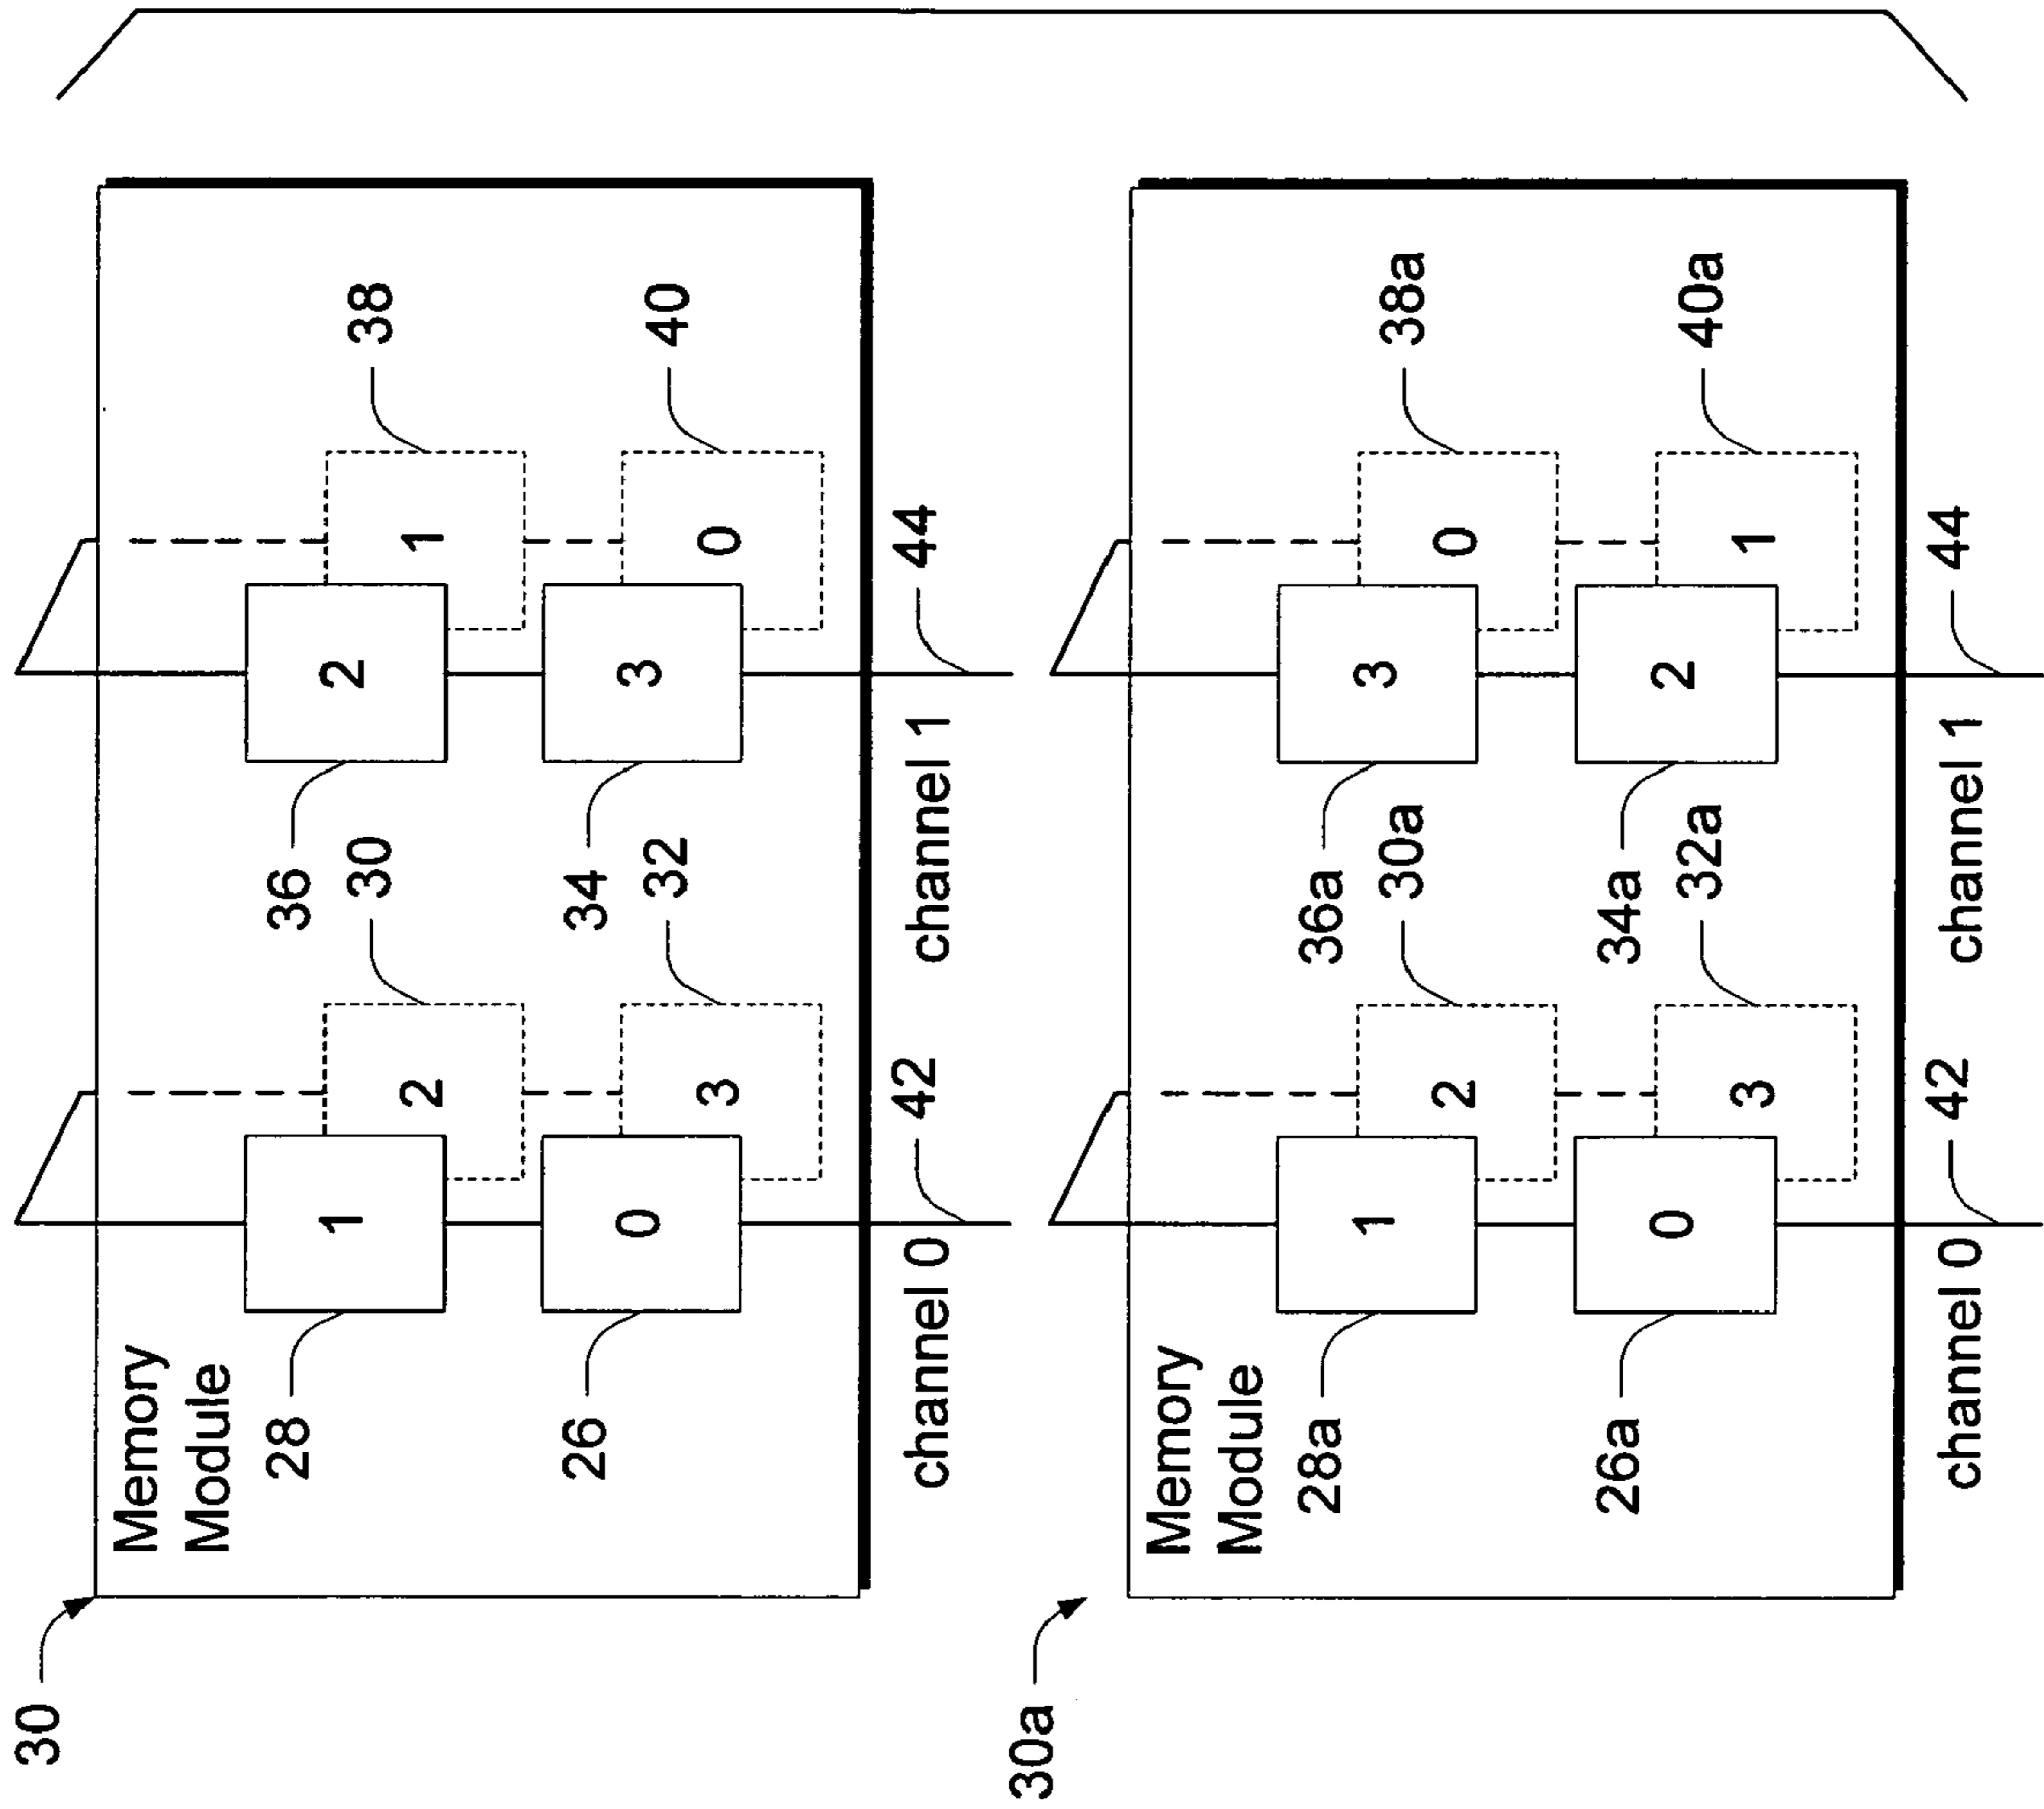 30
Memory
Module
28 36
1 2
30 38
2 1
26 34
0 3
32 40
3 0
channel 0 42 channel 1 44
30a
Memory
Module
28a 36a
1 3
30a 38a
2 0
26a 34a
0 2
32a 40a
3 1
channel 0 42 channel 1 44